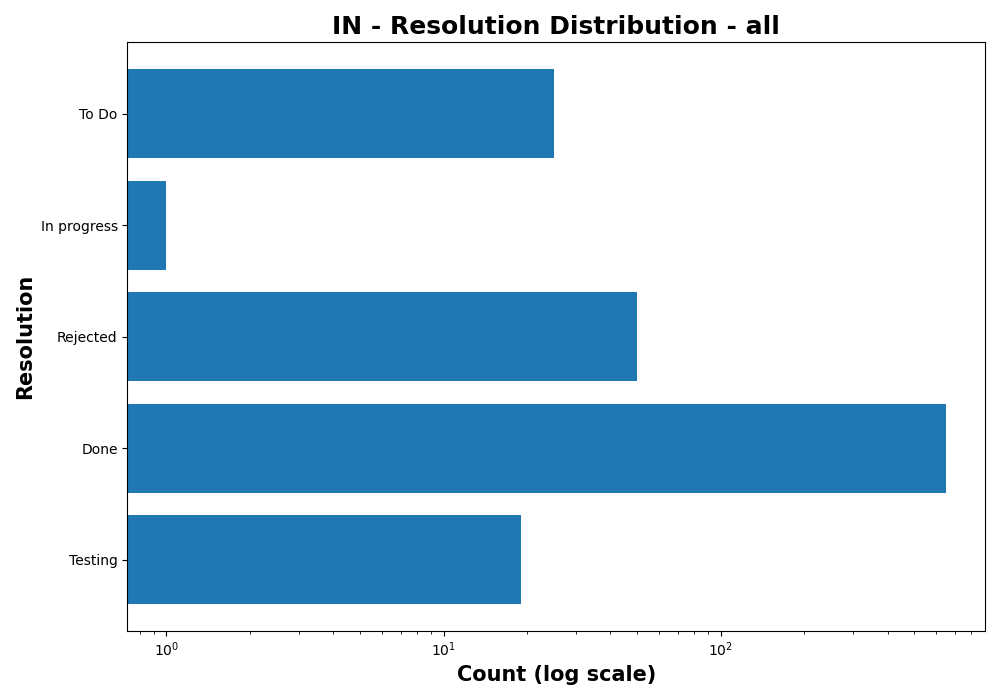 IN - Resolution Distribution - all
To Do
In progress
Rejected
Done
Testing
Resolution
10⁰
10¹
10²
Count (log scale)